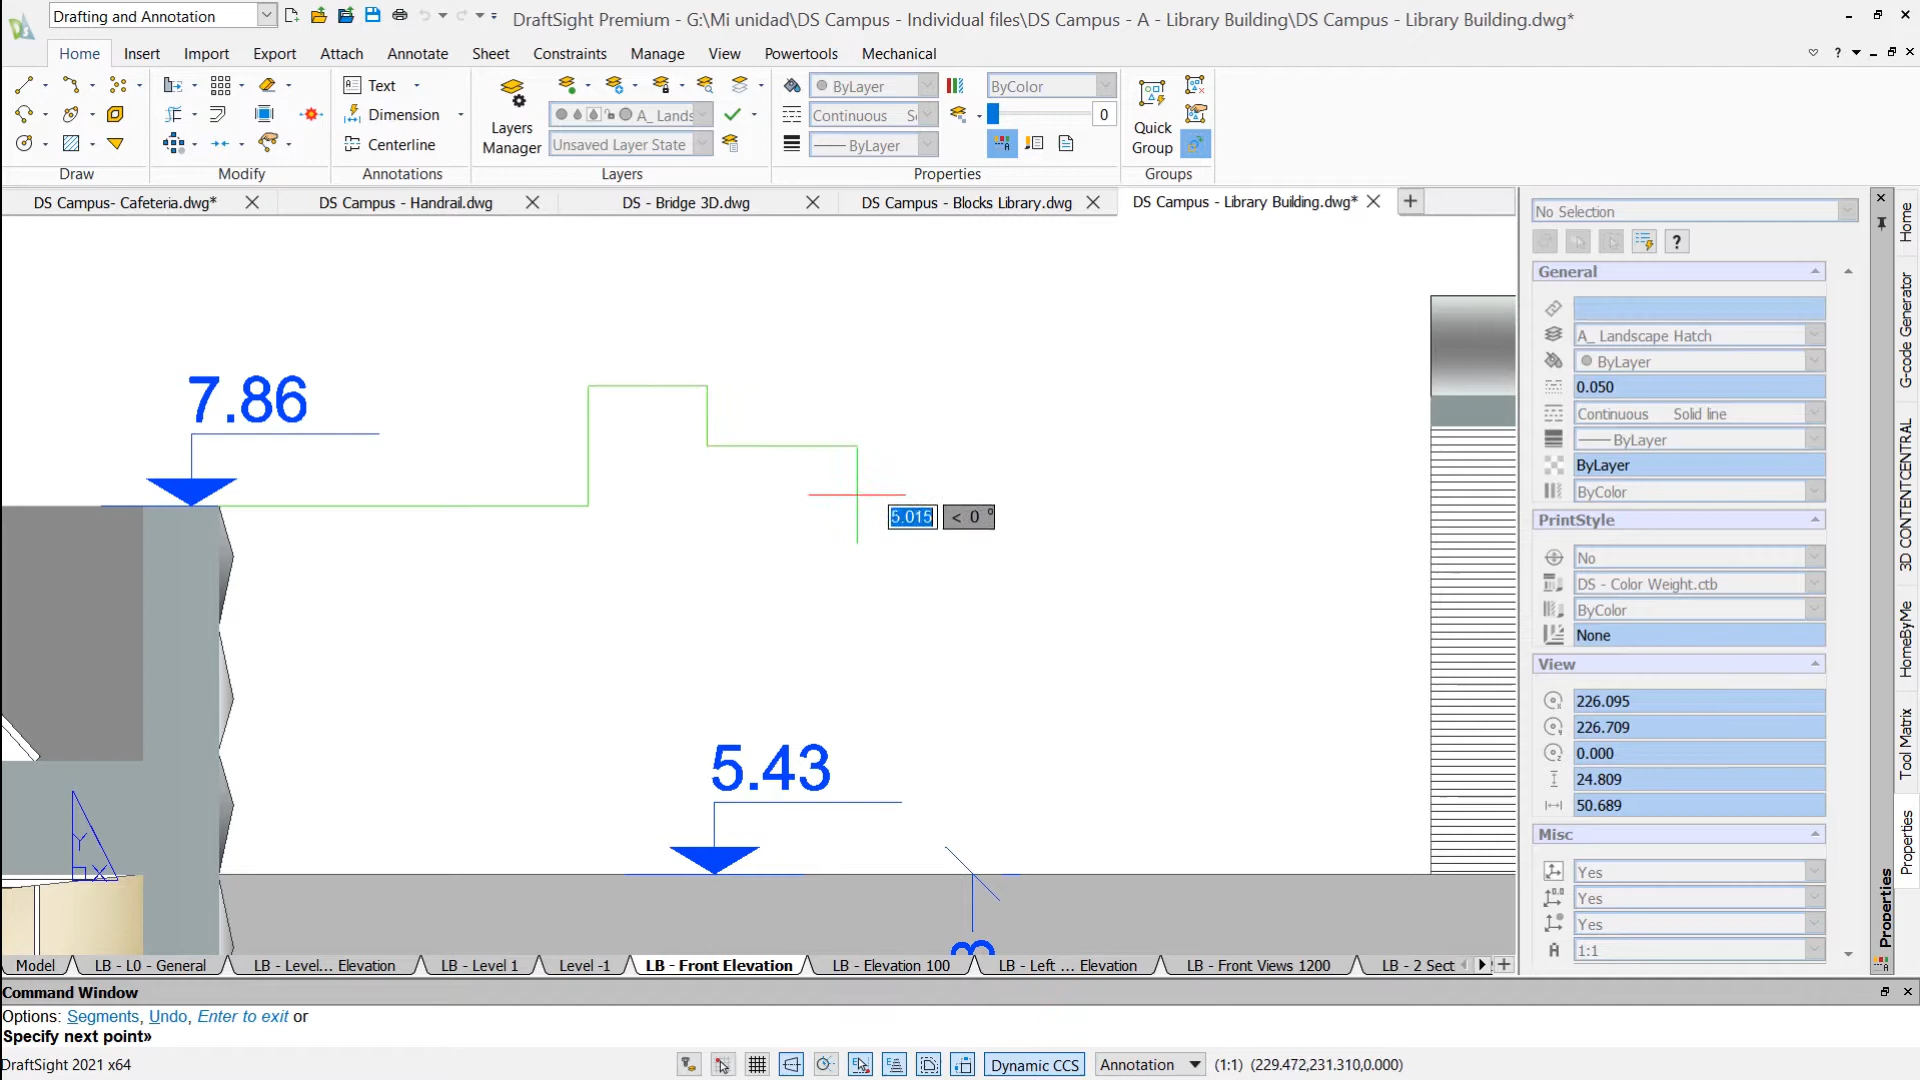 Drafting and Annotation
DraftSight Premium - G:\Mi unidad\DS Campus - Individual files\DS Campus - A - Library Building\DS Campus - Library Building.dwg*
Home Insert Import Export Attach Annotate Sheet Constraints Manage View Powertools Mechanical
Text
Dimension
Centerline
Layers
Manager
A_ Lands
Unsaved Layer State
ByLayer
Continuous
ByLayer
ByColor
0
Quick
Group
Draw Modify Annotations Layers Properties Groups
DS Campus- Cafeteria.dwg* DS Campus - Handrail.dwg DS - Bridge 3D.dwg DS Campus - Blocks Library.dwg DS Campus - Library Building.dwg*
7.86
5.015 < 0 °
5.43
Y
X
3
No Selection
?
General
A_ Landscape Hatch
ByLayer
0.050
Continuous Solid line
ByLayer
ByLayer
ByColor
PrintStyle
No
DS - Color Weight.ctb
ByColor
None
View
226.095
226.709
0.000
24.809
50.689
Misc
Yes
Yes
Yes
1:1
Properties
Home
G-code Generator
3D CONTENTCENTRAL
HomeByMe
Tool Matrix
Properties
Model LB - L0 - General LB - Level... Elevation LB - Level 1 Level -1 LB - Front Elevation LB - Elevation 100 LB - Left ... Elevation LB - Front Views 1200 LB - 2 Sect
Command Window
Options: Segments, Undo, Enter to exit or
Specify next point»
DraftSight 2021 x64
Dynamic CCS Annotation (1:1) (229.472,231.310,0.000)